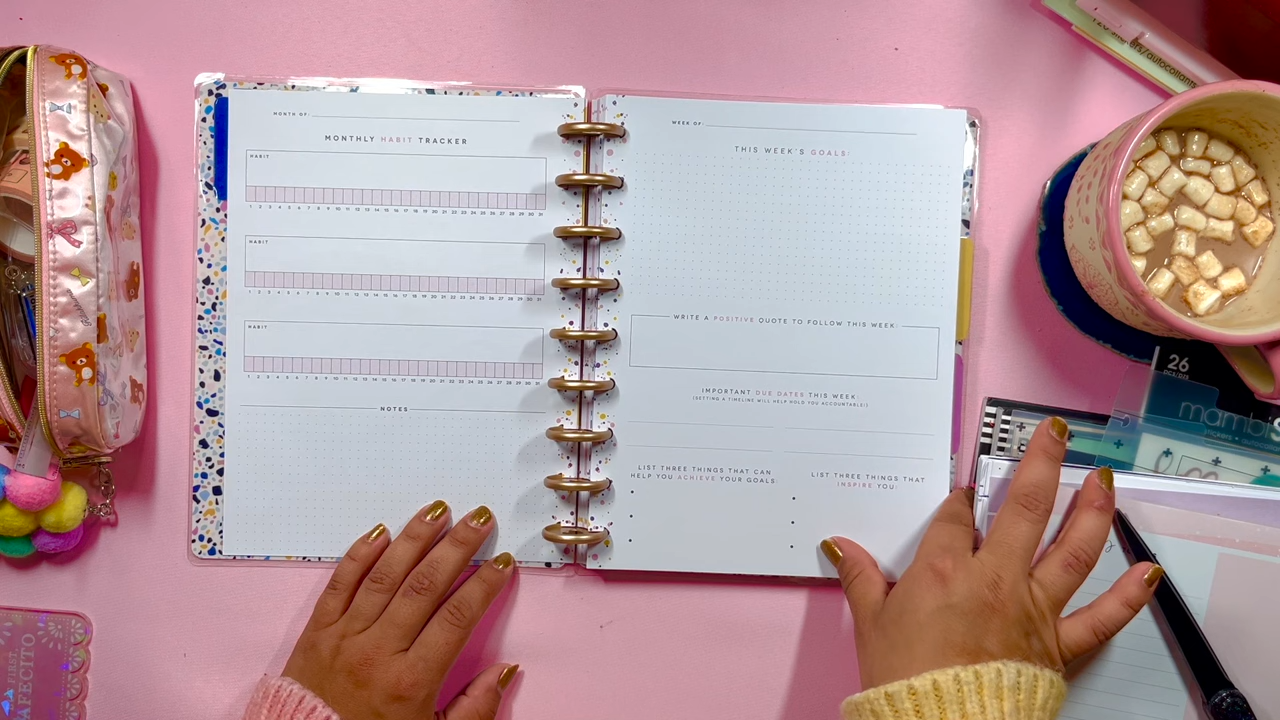 MONTH OF:
MONTHLY HABIT TRACKER
HABIT
1 2 3 4 5 6 7 8 9 10 11 12 13 14 15 16 17 18 19 20 21 22 23 24 25 26 27 28 29 30 31
HABIT
1 2 3 4 5 6 7 8 9 10 11 12 13 14 15 16 17 18 19 20 21 22 23 24 25 26 27 28 29 30 31
HABIT
1 2 3 4 5 6 7 8 9 10 11 12 13 14 15 16 17 18 19 20 21 22 23 24 25 26 27 28 29 30 31
NOTES
WEEK OF:
THIS WEEK'S GOALS:
WRITE A POSITIVE QUOTE TO FOLLOW THIS WEEK:
IMPORTANT DUE DATES THIS WEEK:
(SETTING A TIMELINE WILL HELP HOLD YOU ACCOUNTABLE!)
LIST THREE THINGS THAT CAN
HELP YOU ACHIEVE YOUR GOALS:
LIST THREE THINGS THAT
INSPIRE YOU:
26
PCS/PZS
mambi
FIRST,
AFECITO